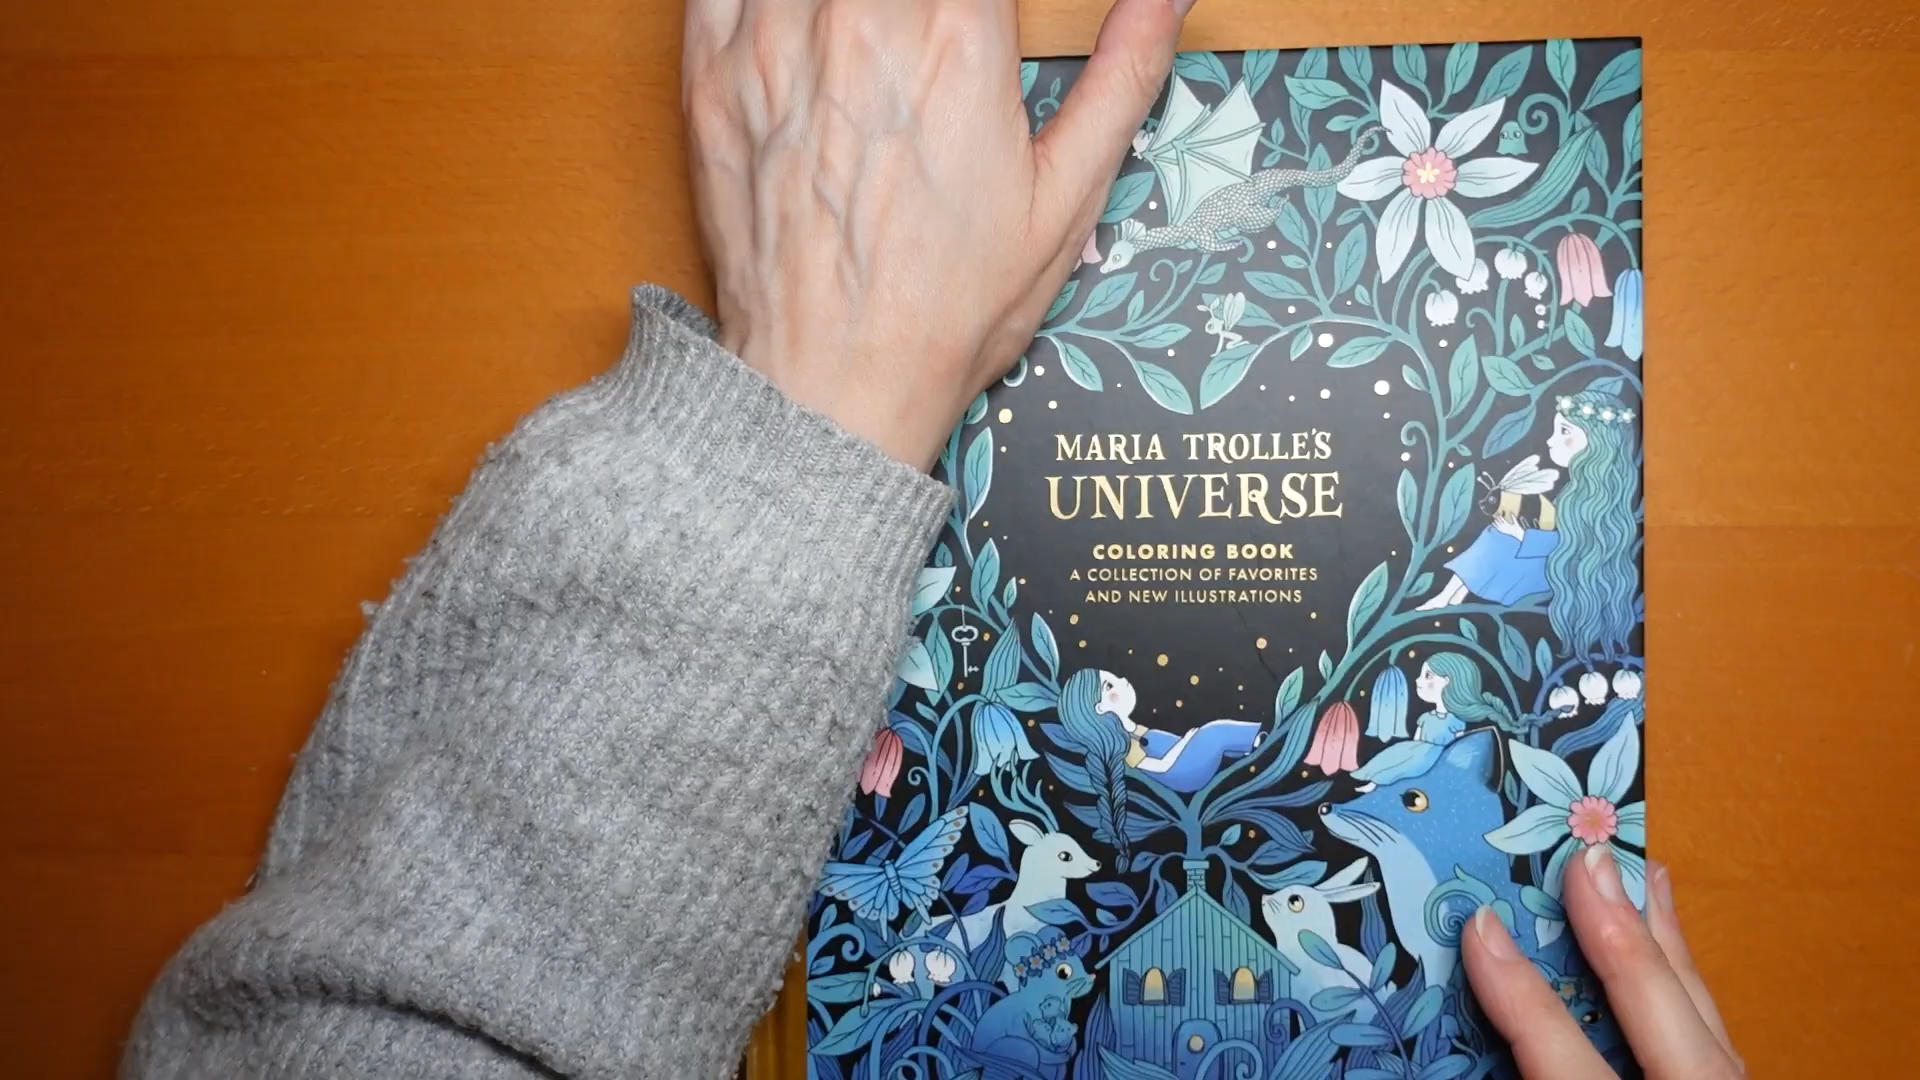 MARIA TROLLE'S
UNIVERSE
COLORING BOOK
A COLLECTION OF FAVORITES
AND NEW ILLUSTRATIONS